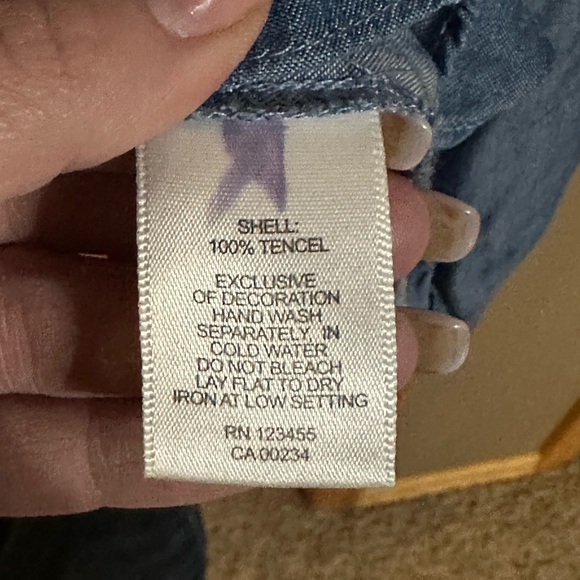 SHELL:
100% TENCEL
EXCLUSIVE
OF DECORATION
HAND WASH
SEPARATELY IN
COLD WATER
DO NOT BLEACH
LAY FLAT TO DRY
IRON AT LOW SETTING
RN 123455
CA 00234